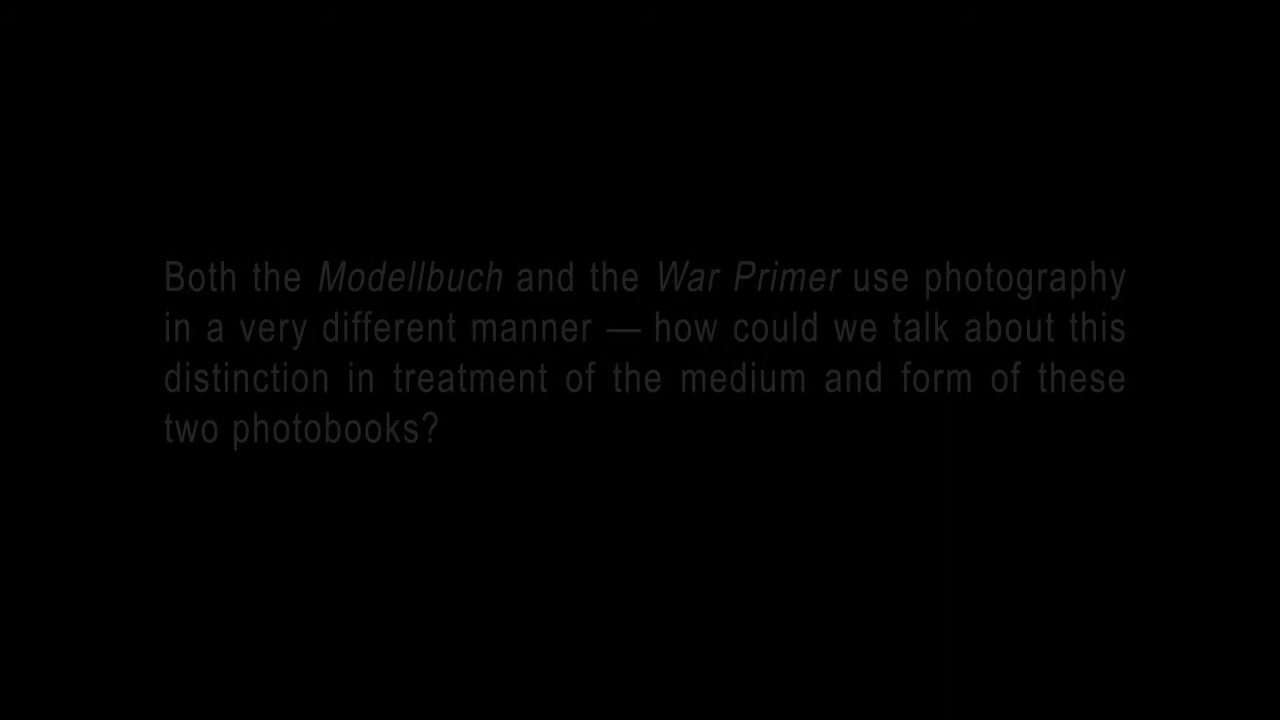 Both the Modellbuch and the War Primer use photography
in a very different manner — how could we talk about this
distinction in treatment of the medium and form of these
two photobooks?